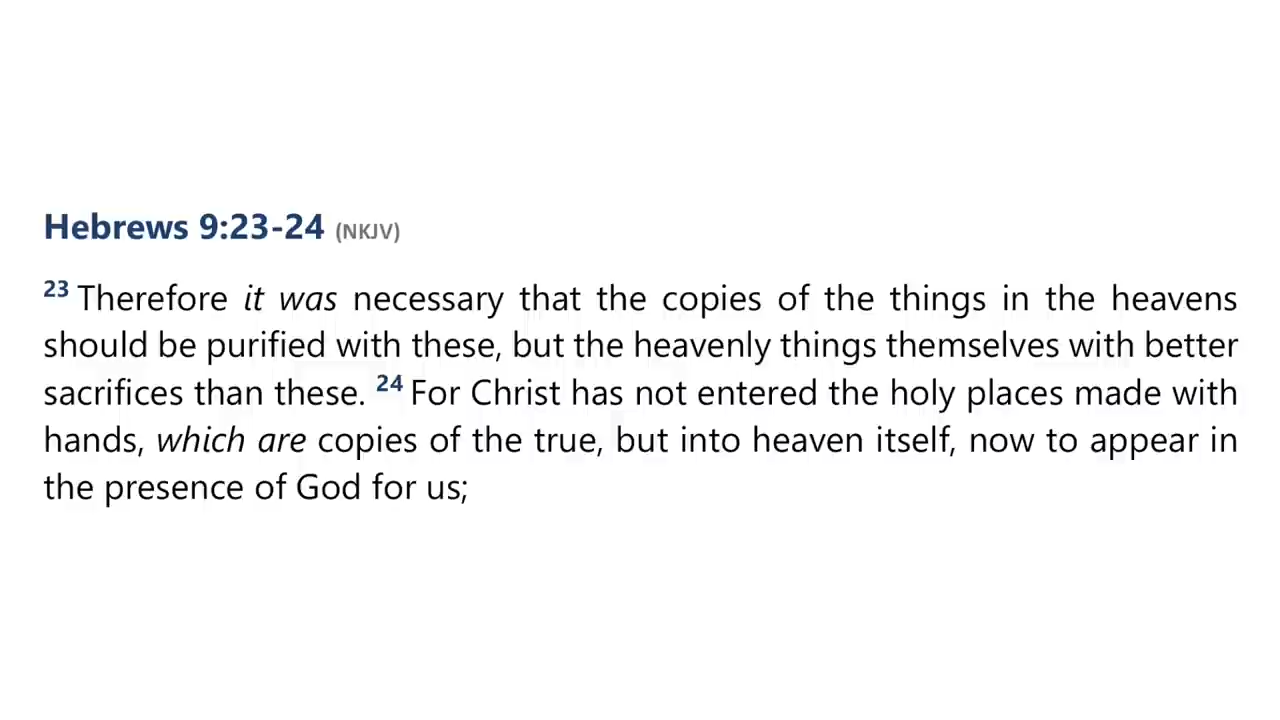 Hebrews 9:23-24 (NKJV)
23 Therefore it was necessary that the copies of the things in the heavens
should be purified with these, but the heavenly things themselves with better
sacrifices than these. 24 For Christ has not entered the holy places made with
hands, which are copies of the true, but into heaven itself, now to appear in
the presence of God for us;